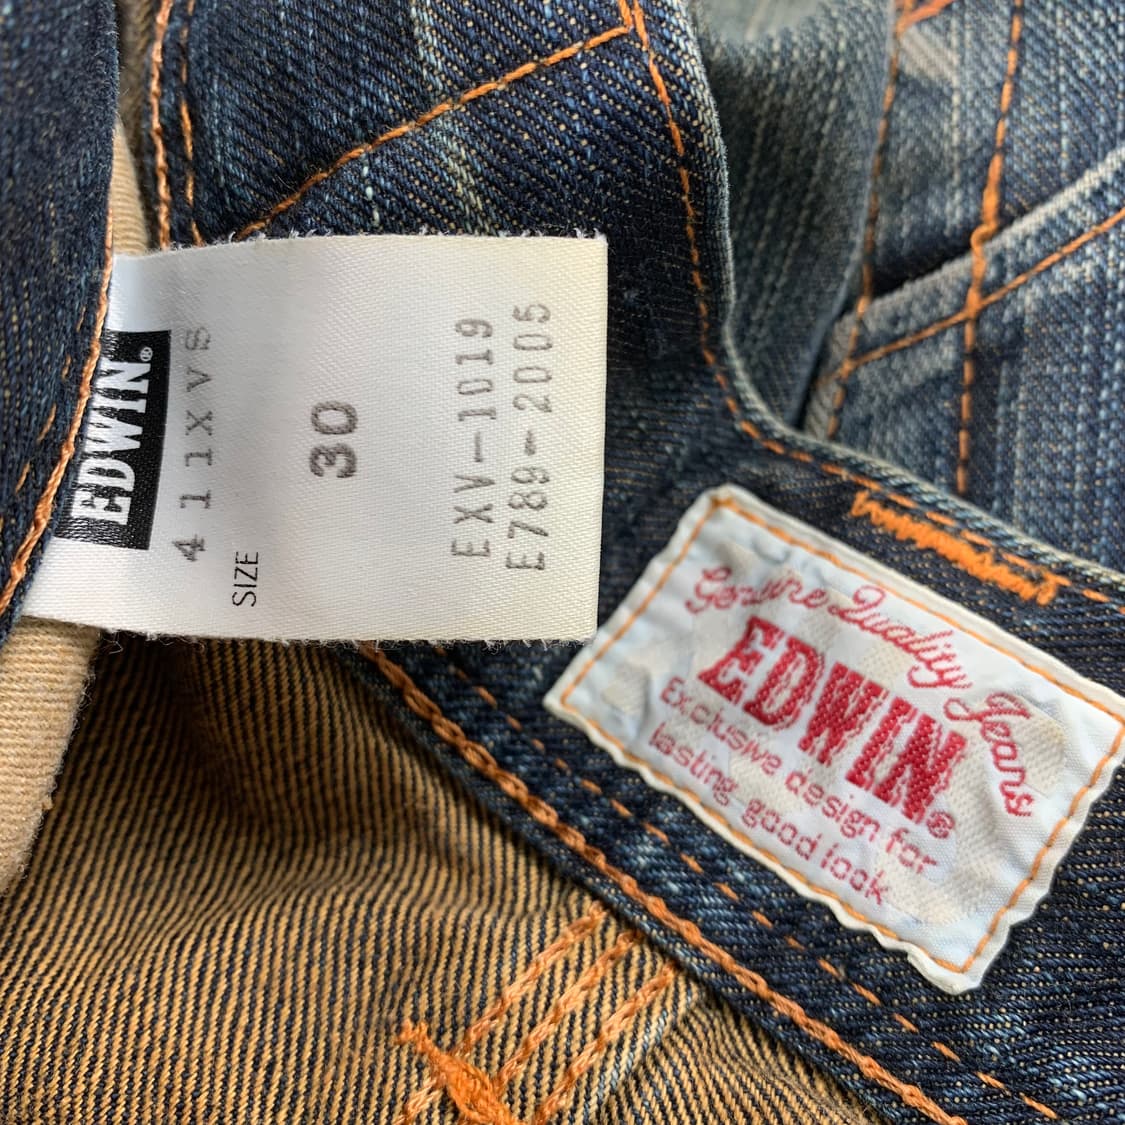 EDWIN®
411XVS
SIZE
30
EXV-1019
E789-2005
Genuine Quality Jeans
EDWIN®
Exclusive design for
lasting good look